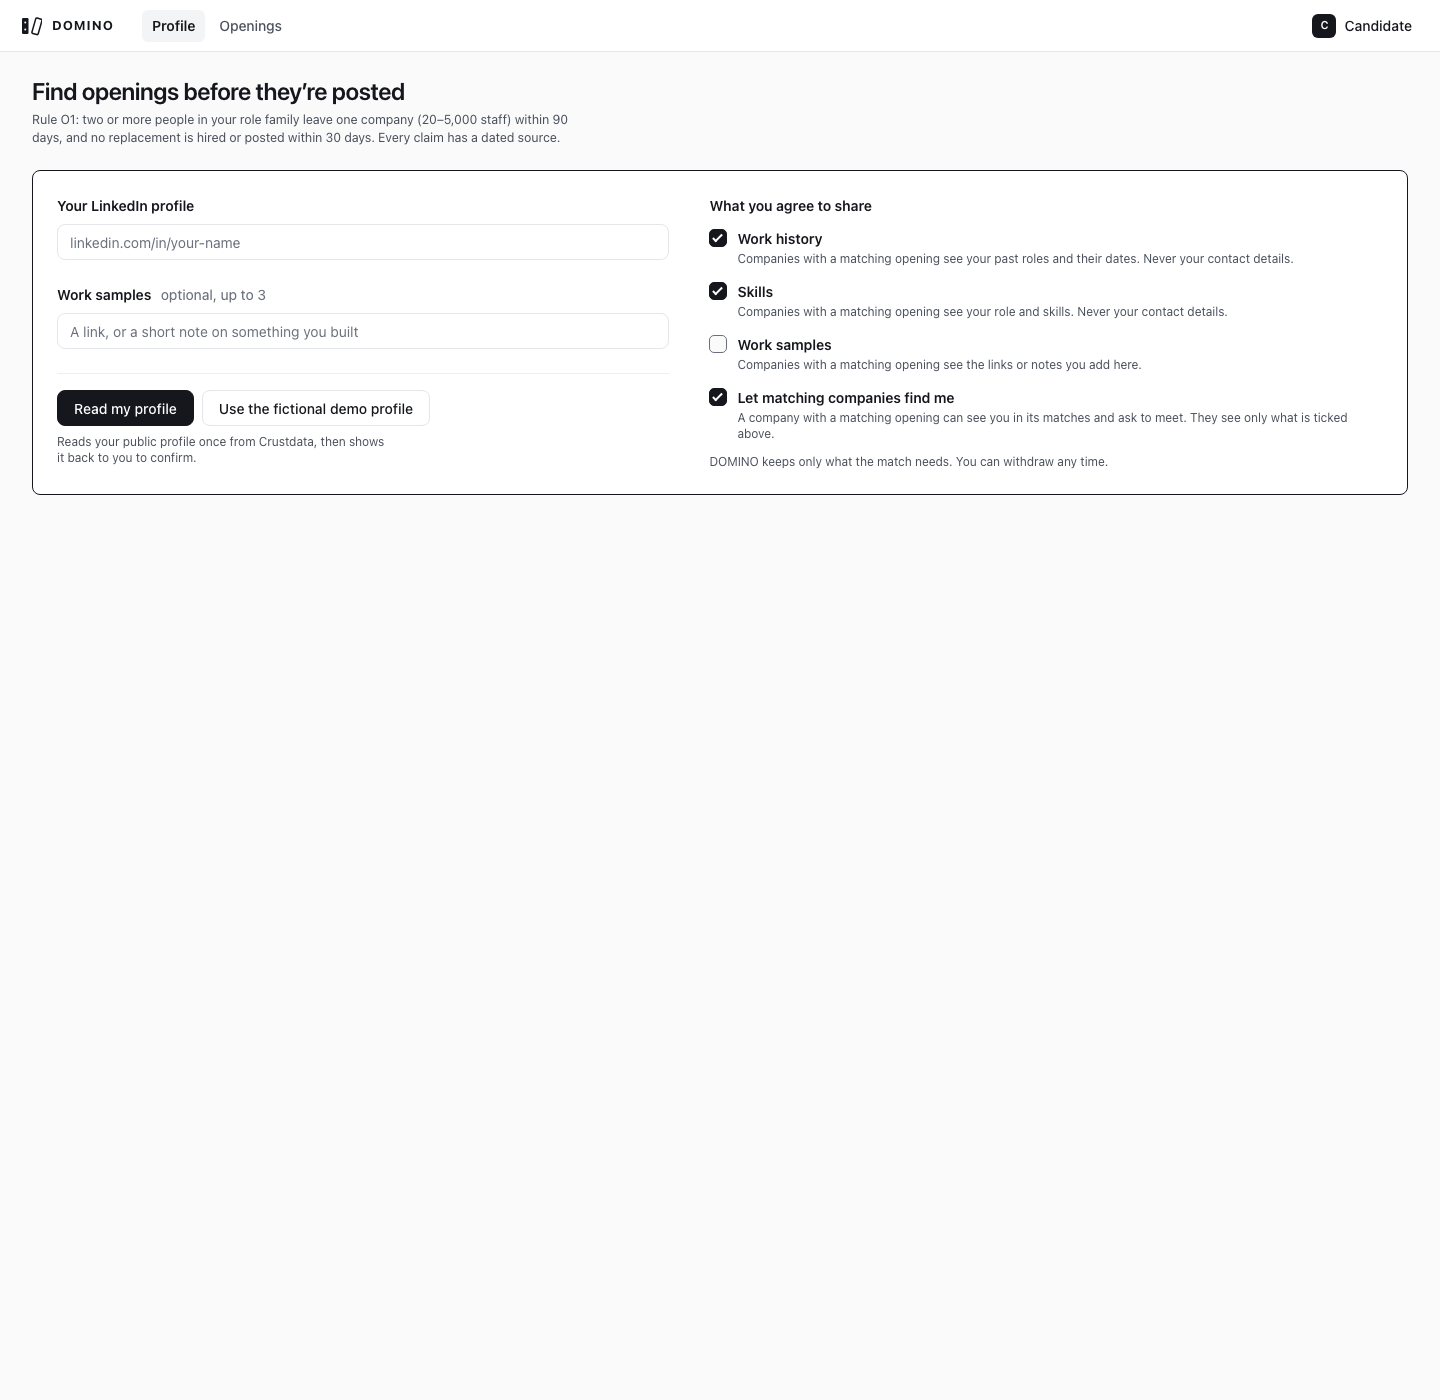 DOMINO
Profile
Openings
C
Candidate
Find openings before they’re posted
Rule O1: two or more people in your role family leave one company (20–5,000 staff) within 90
days, and no replacement is hired or posted within 30 days. Every claim has a dated source.
Your LinkedIn profile
linkedin.com/in/your-name
Work samples optional, up to 3
A link, or a short note on something you built
Read my profile
Use the fictional demo profile
Reads your public profile once from Crustdata, then shows
it back to you to confirm.
What you agree to share
Work history
Companies with a matching opening see your past roles and their dates. Never your contact details.
Skills
Companies with a matching opening see your role and skills. Never your contact details.
Work samples
Companies with a matching opening see the links or notes you add here.
Let matching companies find me
A company with a matching opening can see you in its matches and ask to meet. They see only what is ticked
above.
DOMINO keeps only what the match needs. You can withdraw any time.